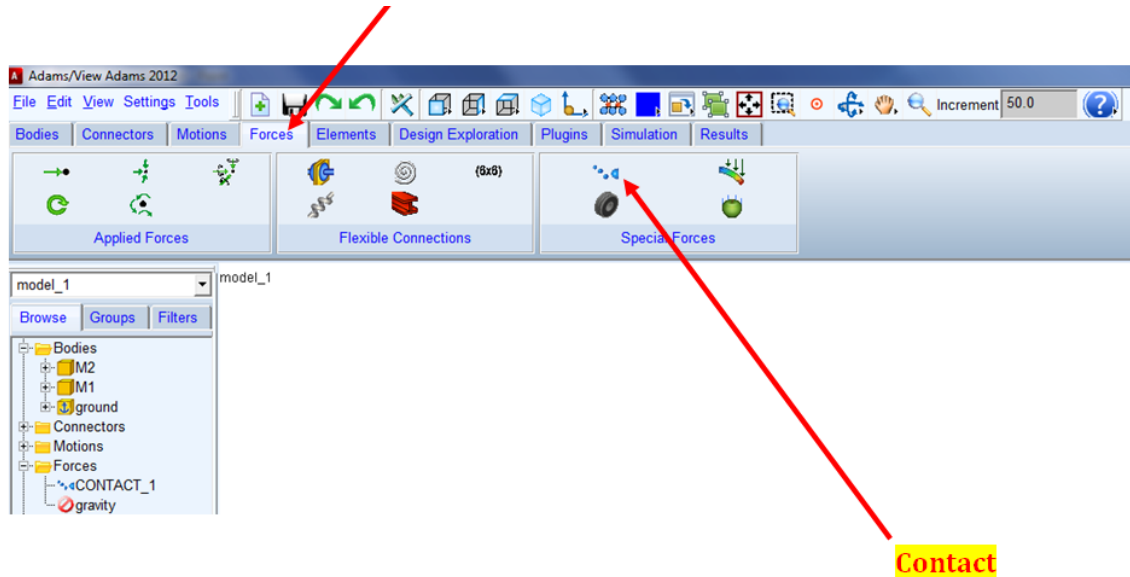 Adams/View Adams 2012
File Edit View Settings Tools Increment 50.0
Bodies Connectors Motions Forces Elements Design Exploration Plugins Simulation Results
{6x6}
Applied Forces Flexible Connections Special Forces
model_1 model_1
Browse Groups Filters
Bodies
M2
M1
ground
Connectors
Motions
Forces
CONTACT_1
gravity
Contact